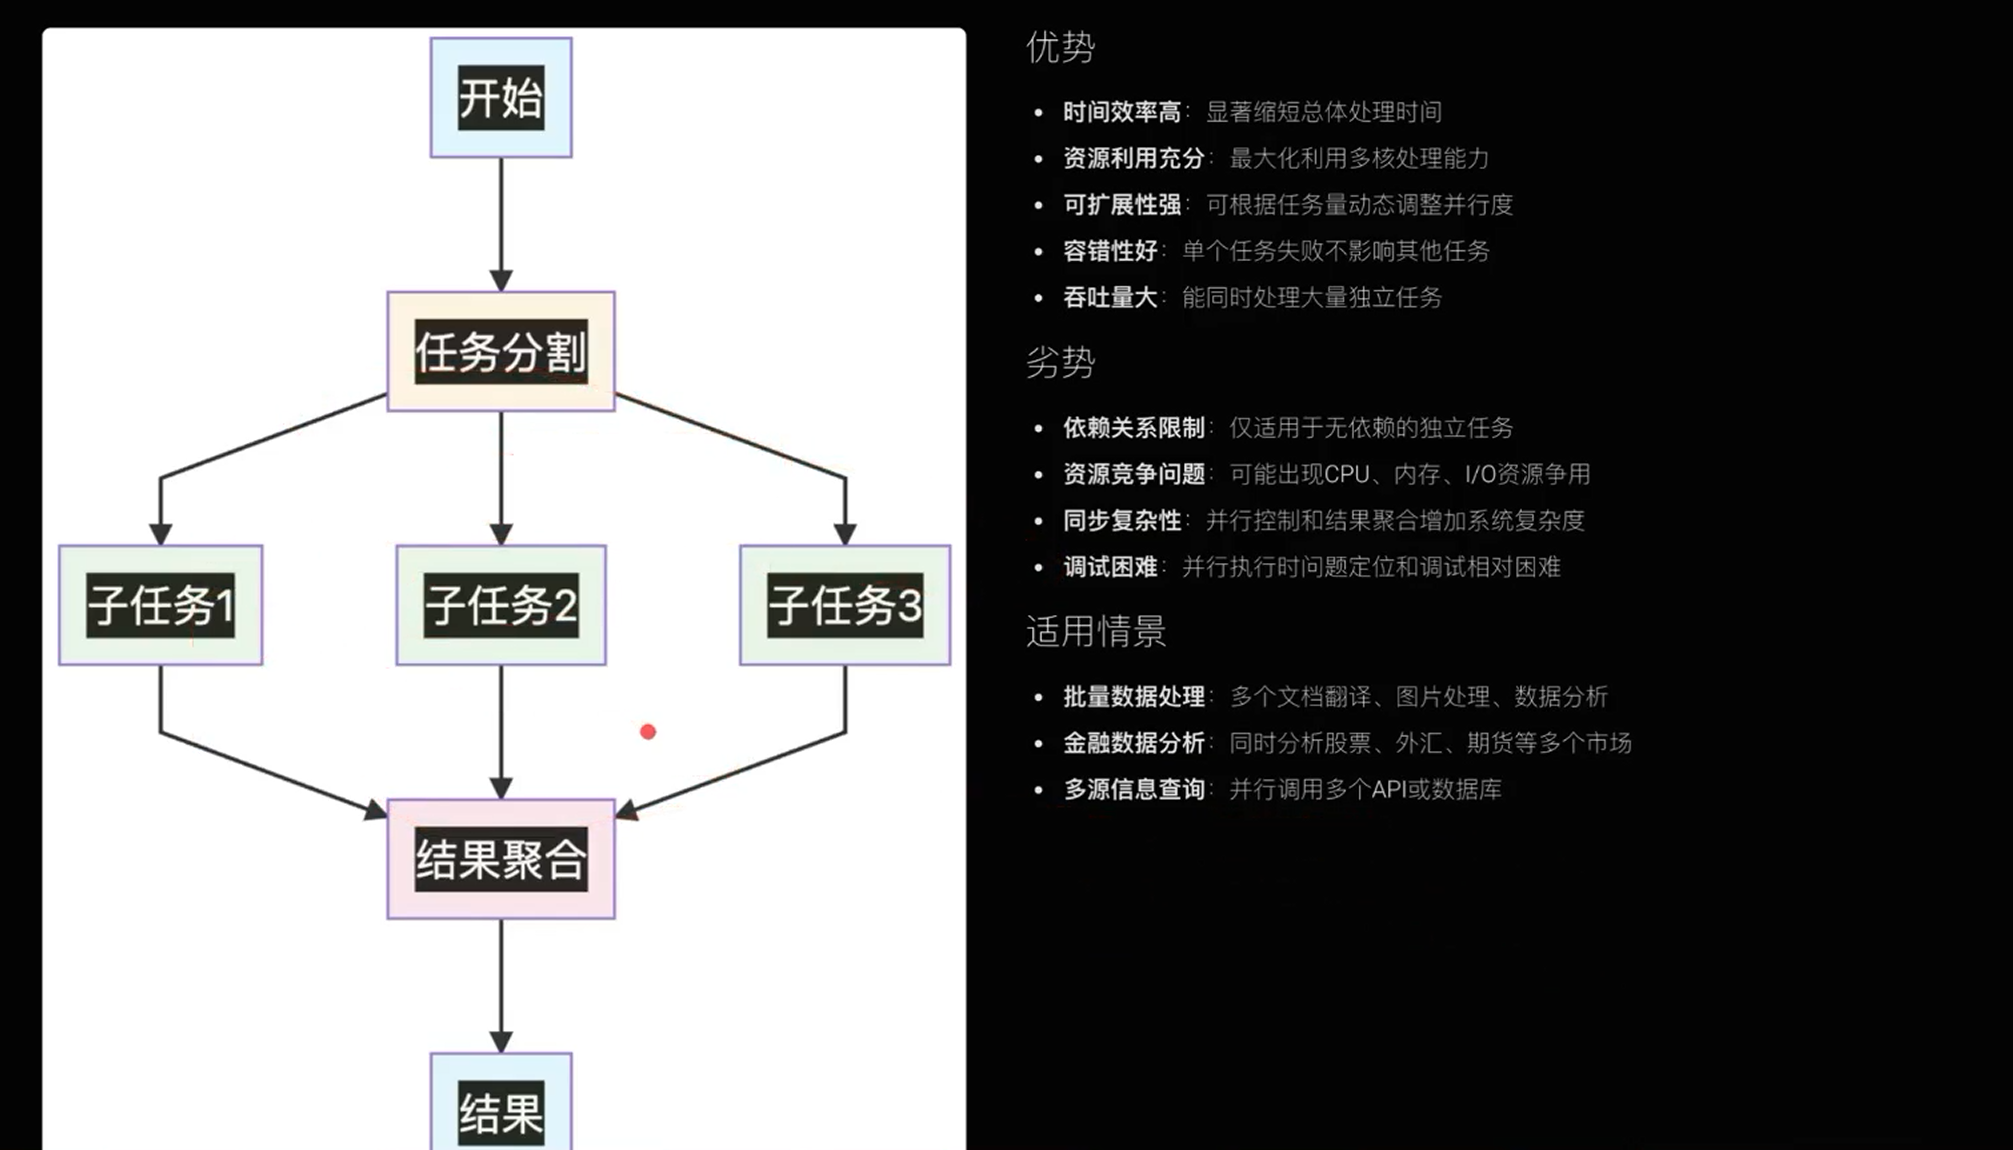 开始
任务分割
子任务1
子任务2
子任务3
结果聚合
结果
优势
• 时间效率高：显著缩短总体处理时间
• 资源利用充分：最大化利用多核处理能力
• 可扩展性强：可根据任务量动态调整并行度
• 容错性好：单个任务失败不影响其他任务
• 吞吐量大：能同时处理大量独立任务
劣势
• 依赖关系限制：仅适用于无依赖的独立任务
• 资源竞争问题：可能出现CPU、内存、I/O资源争用
• 同步复杂性：并行控制和结果聚合增加系统复杂度
• 调试困难：并行执行时问题定位和调试相对困难
适用情景
• 批量数据处理：多个文档翻译、图片处理、数据分析
• 金融数据分析：同时分析股票、外汇、期货等多个市场
• 多源信息查询：并行调用多个API或数据库